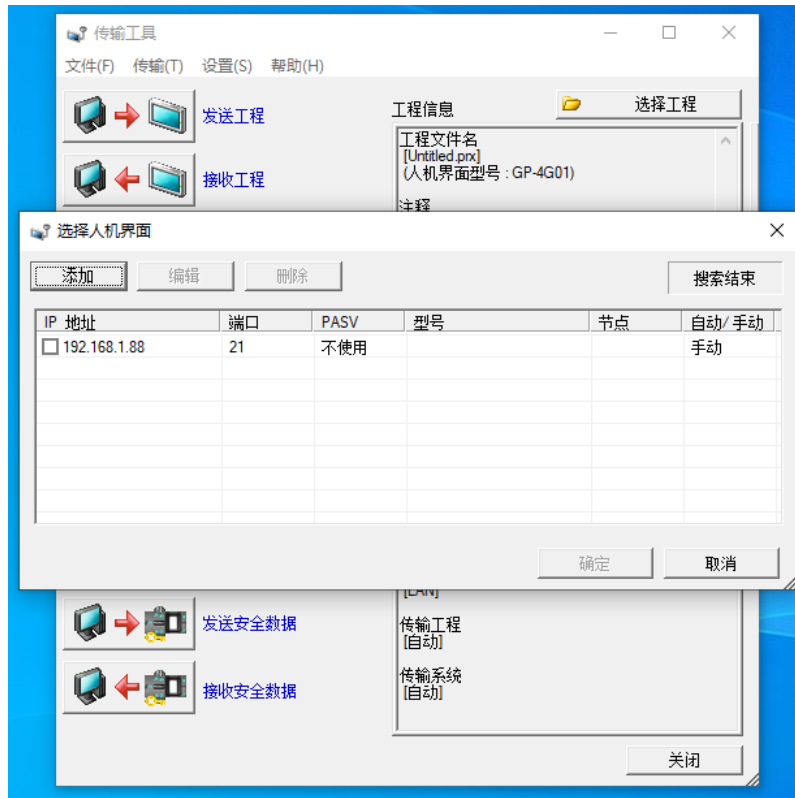 传输工具
文件(F) 传输(T) 设置(S) 帮助(H)
发送工程
接收工程
工程信息
选择工程
工程文件名
[Untitled.prx]
(人机界面型号 : GP-4G01)
注释
选择人机界面
添加 编辑 删除 搜索结束
IP 地址 端口 PASV 型号 节点 自动/手动
192.168.1.88 21 不使用 手动
确定 取消
[LAN]
发送安全数据
接收安全数据
传输工程
[自动]
传输系统
[自动]
关闭